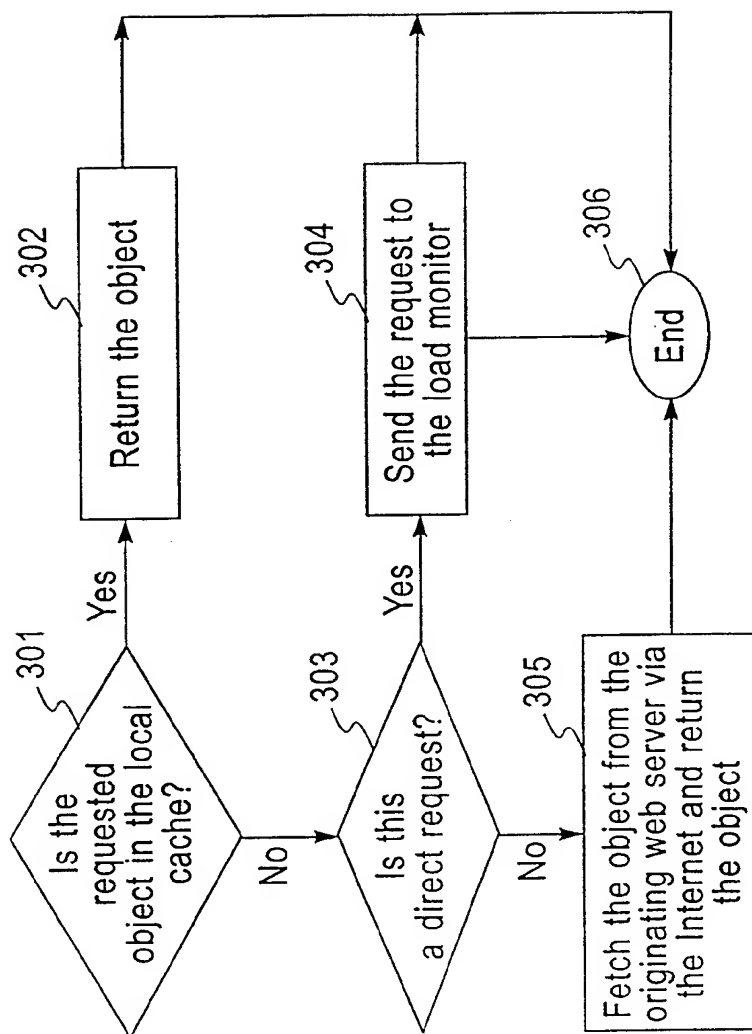 301
Is the
requested
object in the local
cache?
Yes
302
Return the object
No
303
Is this
a direct request?
Yes
304
Send the request to
the load monitor
No
305
Fetch the object from the
originating web server via
the Internet and return
the object
306
End